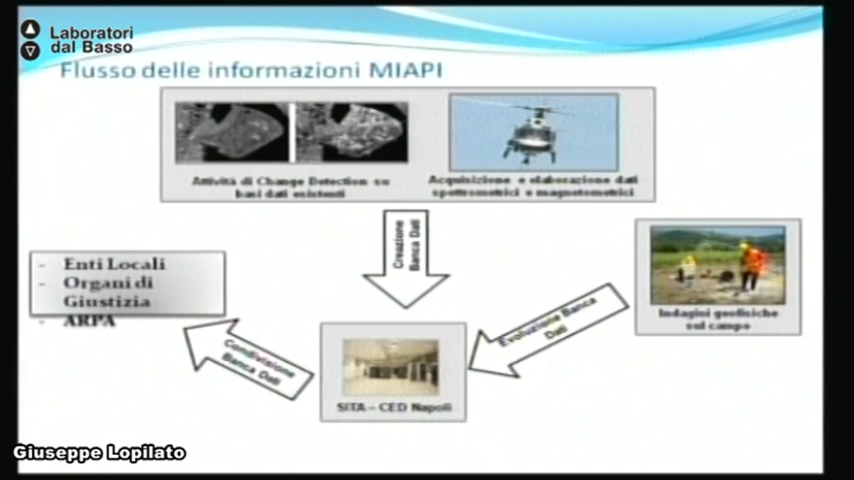 Laboratori
dal Basso
Flusso delle informazioni MIAPI
Attività di Change Detection su
basi dati esistenti
Acquisizione e elaborazione dati
spettrometrici e magnetometrici
Creazione
Banca Dati
- Enti Locali
- Organi di
Giustizia
- ARPA
Indagini geofisiche
sul campo
Evoluzione Banca
Dati
Condivisione
Banca Dati
SITA – CED Napoli
Giuseppe Lopilato